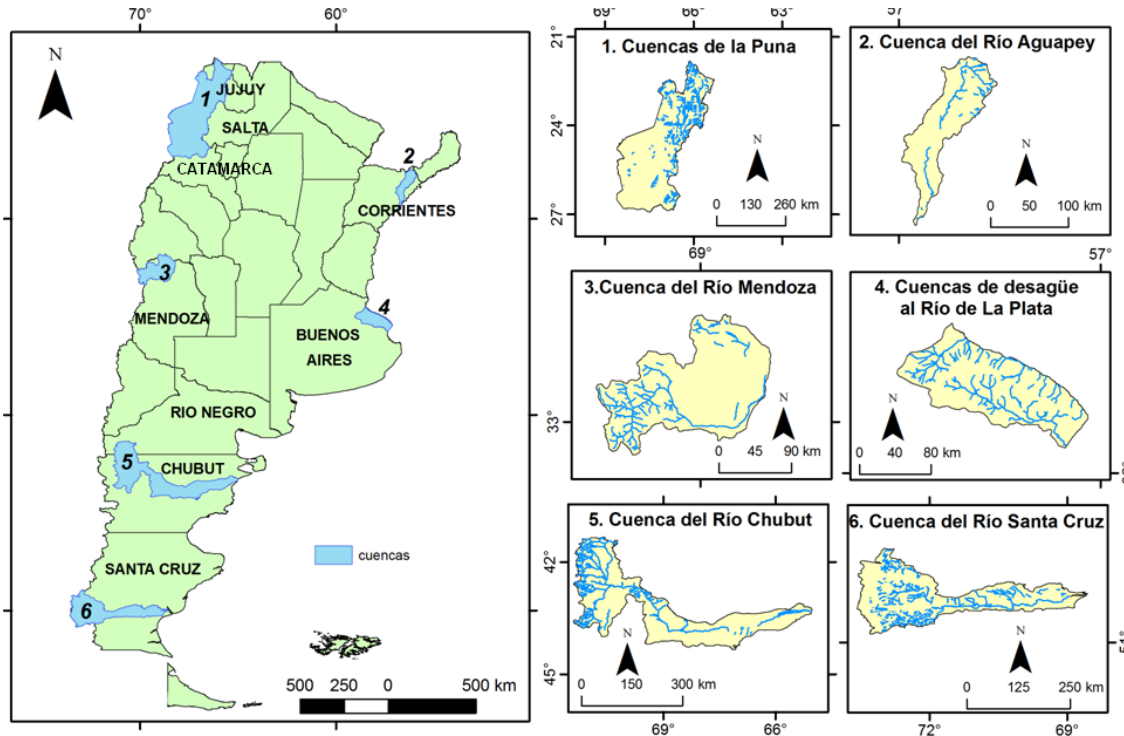 70°
60°
N
1
JUJUY
SALTA
CATAMARCA
2
CORRIENTES
3
MENDOZA
4
BUENOS
AIRES
RIO NEGRO
5
CHUBUT
SANTA CRUZ
cuencas
6
500 250 0 500 km
69° 66° 63°
21°
24°
27°
1. Cuencas de la Puna
N
0 130 260 km
69°
57
2. Cuenca del Río Aguapey
N
0 50 100 km
57
57°
3.Cuenca del Río Mendoza
33°
N
0 45 90 km
4. Cuencas de desagüe
al Río de La Plata
N
0 40 80 km
5. Cuenca del Río Chubut
42°
45°
N
0 150 300 km
69° 66°
6. Cuenca del Río Santa Cruz
N
51°
0 125 250 km
72° 69°